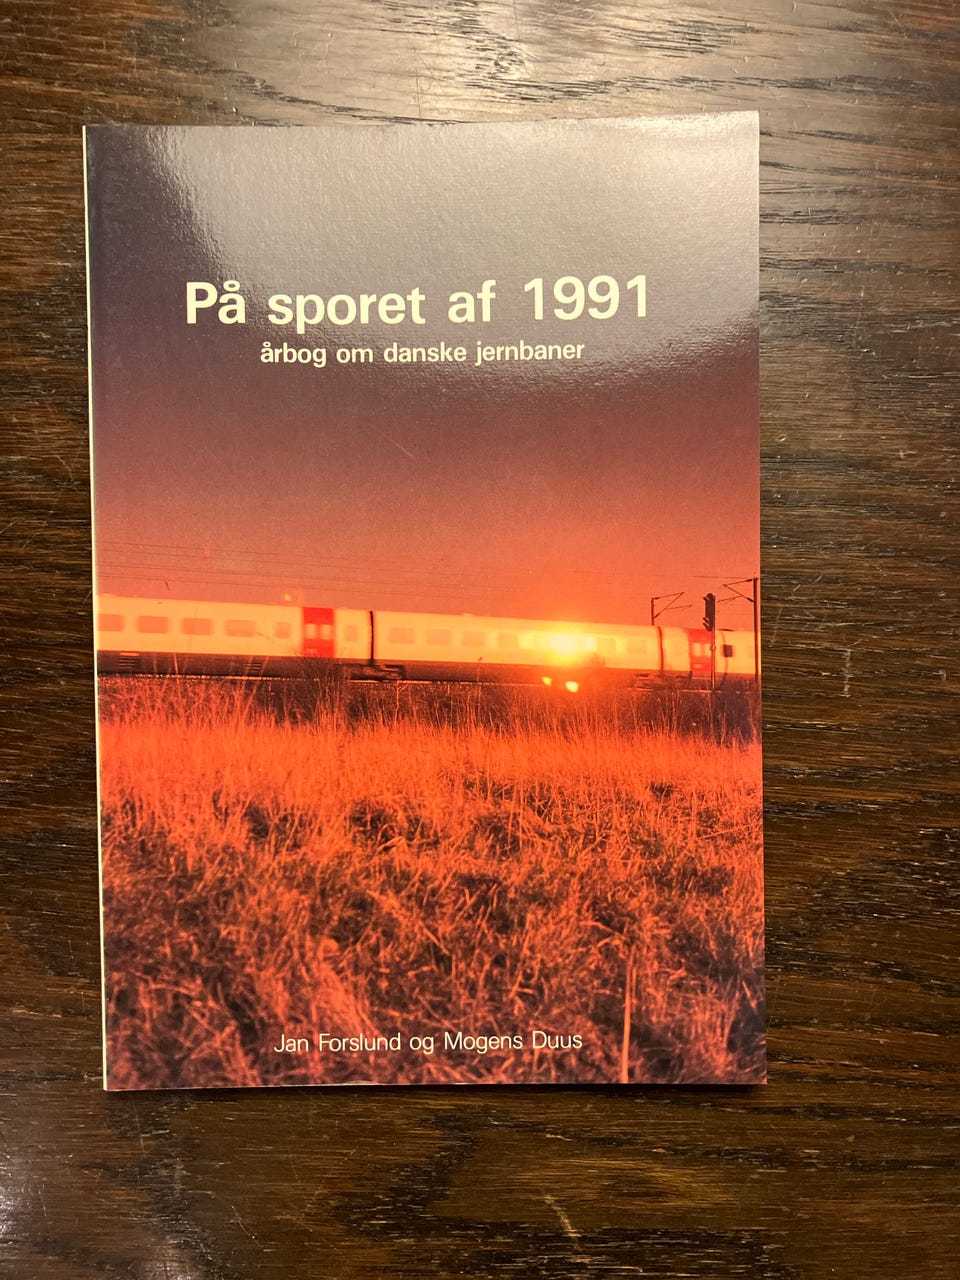 På sporet af 1991
årbog om danske jernbaner
Jan Forslund og Mogens Duus